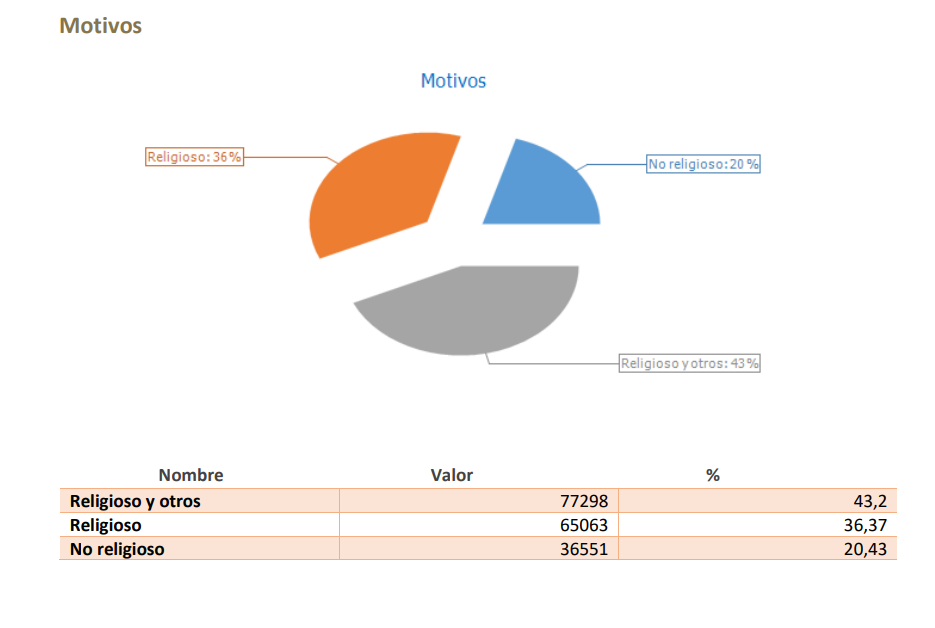 Motivos
Motivos
Religioso: 36%
No religioso: 20 %
Religioso y otros: 43%
Nombre Valor %
Religioso y otros 77298 43,2
Religioso 65063 36,37
No religioso 36551 20,43